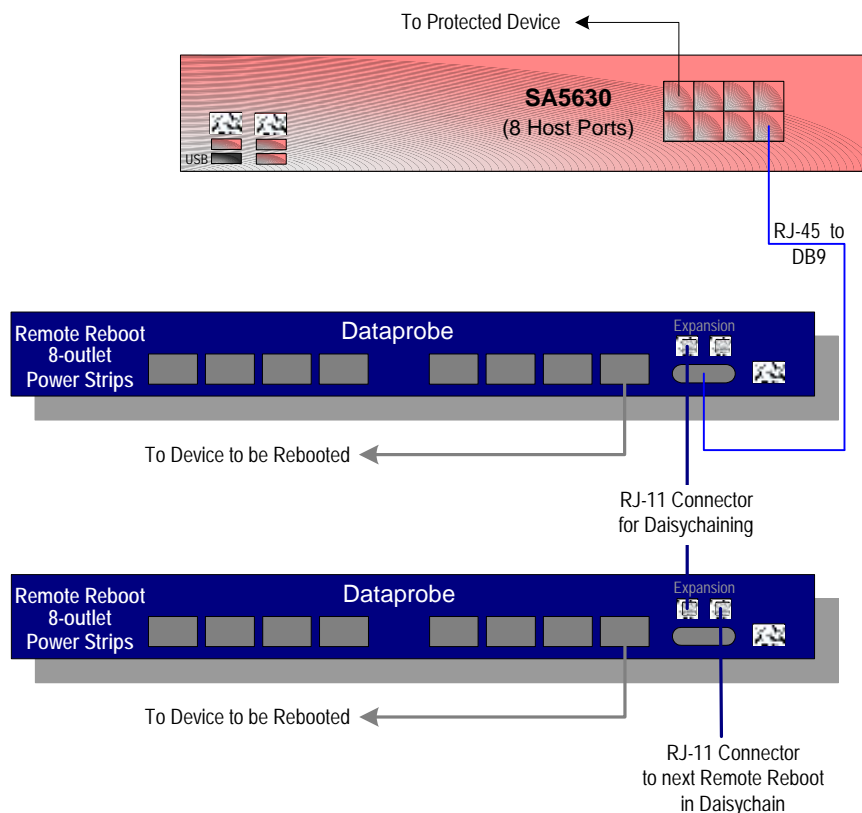 To Protected Device
SA5630
(8 Host Ports)
USB
RJ-45 to
DB9
Remote Reboot
8-outlet
Power Strips
Dataprobe
Expansion
To Device to be Rebooted
RJ-11 Connector
for Daisychaining
Remote Reboot
8-outlet
Power Strips
Dataprobe
Expansion
To Device to be Rebooted
RJ-11 Connector
to next Remote Reboot
in Daisychain